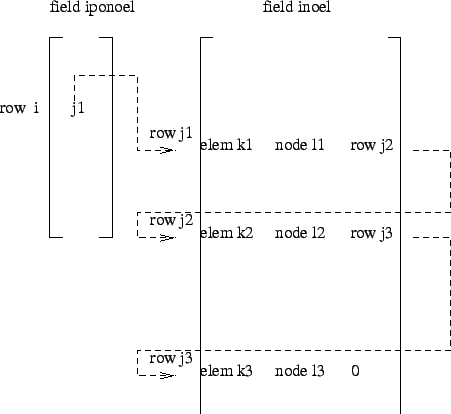 field iponoel field inoel
row i j1
row j1
elem k1 node l1 row j2
row j2
elem k2 node l2 row j3
row j3
elem k3 node l3 0